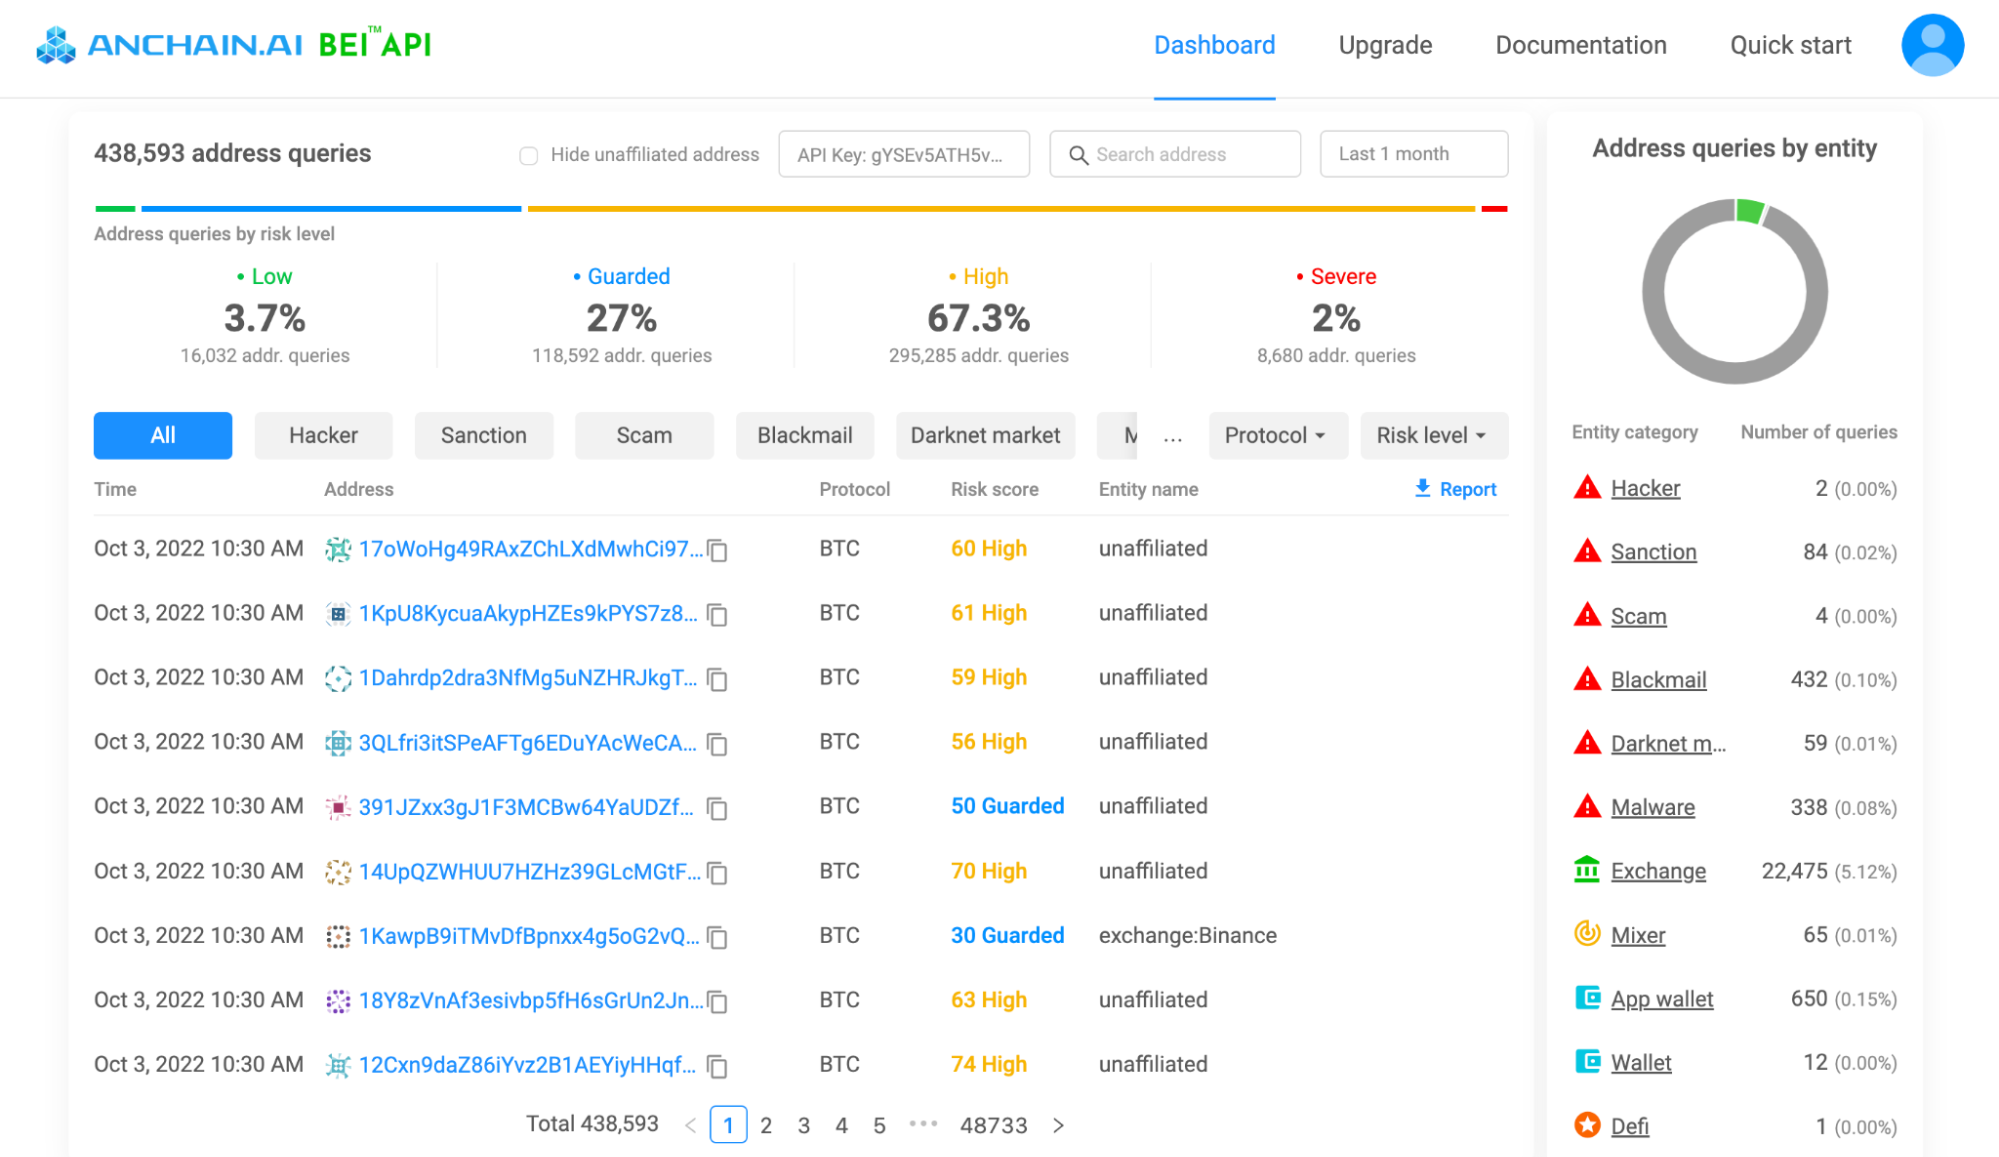 ANCHAIN.AI BEI™ API
Dashboard Upgrade Documentation Quick start
438,593 address queries
Hide unaffiliated address
API Key: gYSEv5ATH5v...
Search address
Last 1 month
Address queries by risk level
• Low
3.7%
16,032 addr. queries
• Guarded
27%
118,592 addr. queries
• High
67.3%
295,285 addr. queries
• Severe
2%
8,680 addr. queries
All Hacker Sanction Scam Blackmail Darknet market M ... Protocol Risk level
Time Address Protocol Risk score Entity name Report
Oct 3, 2022 10:30 AM 17oWoHg49RAxZChLXdMwhCi97... BTC 60 High unaffiliated
Oct 3, 2022 10:30 AM 1KpU8KycuaAkypHZEs9kPYS7z8... BTC 61 High unaffiliated
Oct 3, 2022 10:30 AM 1Dahrdp2dra3NfMg5uNZHRJkgT... BTC 59 High unaffiliated
Oct 3, 2022 10:30 AM 3QLfri3itSPeAFTg6EDuYAcWeCA... BTC 56 High unaffiliated
Oct 3, 2022 10:30 AM 391JZxx3gJ1F3MCBw64YaUDZf... BTC 50 Guarded unaffiliated
Oct 3, 2022 10:30 AM 14UpQZWHUU7HZHz39GLcMGtF... BTC 70 High unaffiliated
Oct 3, 2022 10:30 AM 1KawpB9iTMvDfBpnxx4g5oG2vQ... BTC 30 Guarded exchange:Binance
Oct 3, 2022 10:30 AM 18Y8zVnAf3esivbp5fH6sGrUn2Jn... BTC 63 High unaffiliated
Oct 3, 2022 10:30 AM 12Cxn9daZ86iYvz2B1AEYiyHHqf... BTC 74 High unaffiliated
Total 438,593 < 1 2 3 4 5 ••• 48733 >
Address queries by entity
Entity category Number of queries
Hacker 2 (0.00%)
Sanction 84 (0.02%)
Scam 4 (0.00%)
Blackmail 432 (0.10%)
Darknet m... 59 (0.01%)
Malware 338 (0.08%)
Exchange 22,475 (5.12%)
Mixer 65 (0.01%)
App wallet 650 (0.15%)
Wallet 12 (0.00%)
Defi 1 (0.00%)